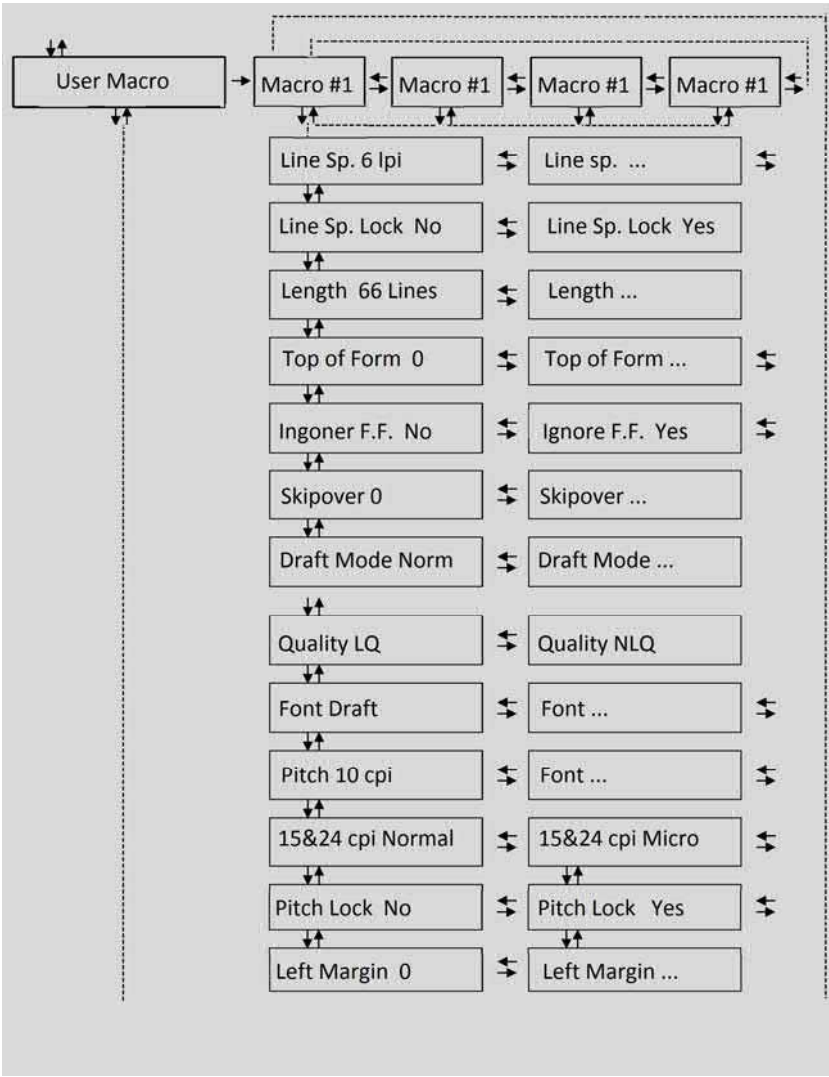 User Macro Macro #1 Macro #1 Macro #1 Macro #1
Line Sp. 6 lpi Line sp. ...
Line Sp. Lock No Line Sp. Lock Yes
Length 66 Lines Length ...
Top of Form 0 Top of Form ...
Ingoner F.F. No Ignore F.F. Yes
Skipover 0 Skipover ...
Draft Mode Norm Draft Mode ...
Quality LQ Quality NLQ
Font Draft Font ...
Pitch 10 cpi Font ...
15&24 cpi Normal 15&24 cpi Micro
Pitch Lock No Pitch Lock Yes
Left Margin 0 Left Margin ...